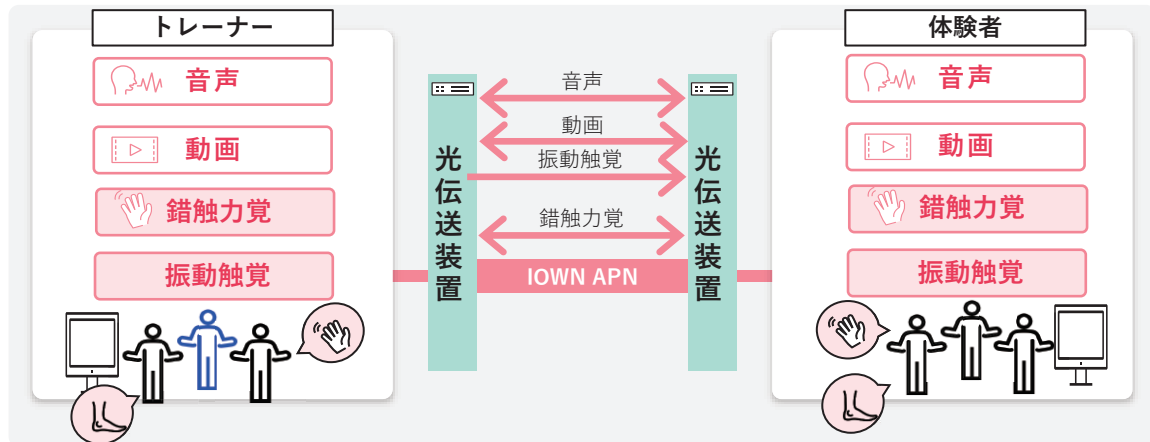 トレーナー
音声
動画
錯触力覚
振動触覚
光伝送装置
音声
動画
振動触覚
錯触力覚
IOWN APN
光伝送装置
体験者
音声
動画
錯触力覚
振動触覚